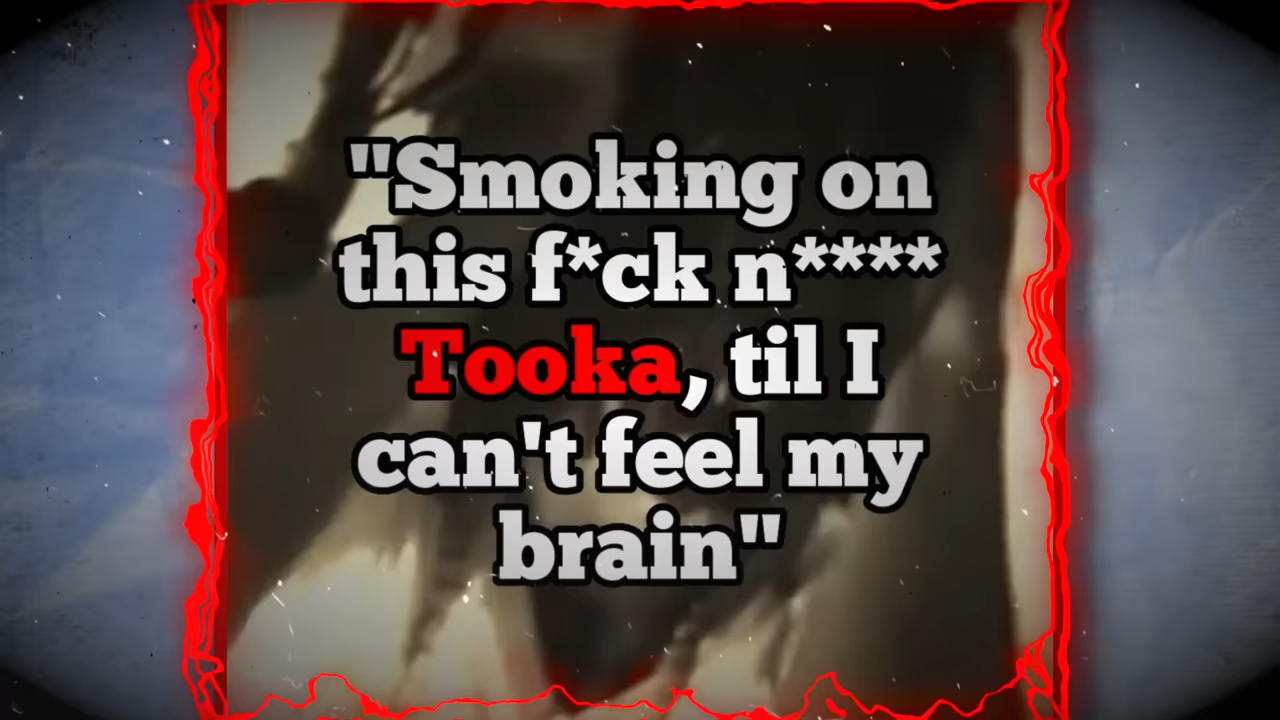 "Smoking on
this f*ck n****
Tooka, til I
can't feel my
brain"